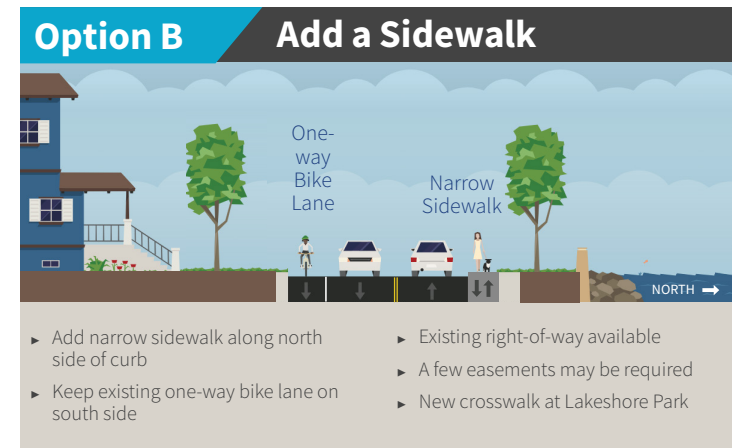 Option B
Add a Sidewalk
One-
way
Bike
Lane
Narrow
Sidewalk
NORTH
► Add narrow sidewalk along north
side of curb
► Keep existing one-way bike lane on
south side
► Existing right-of-way available
► A few easements may be required
► New crosswalk at Lakeshore Park